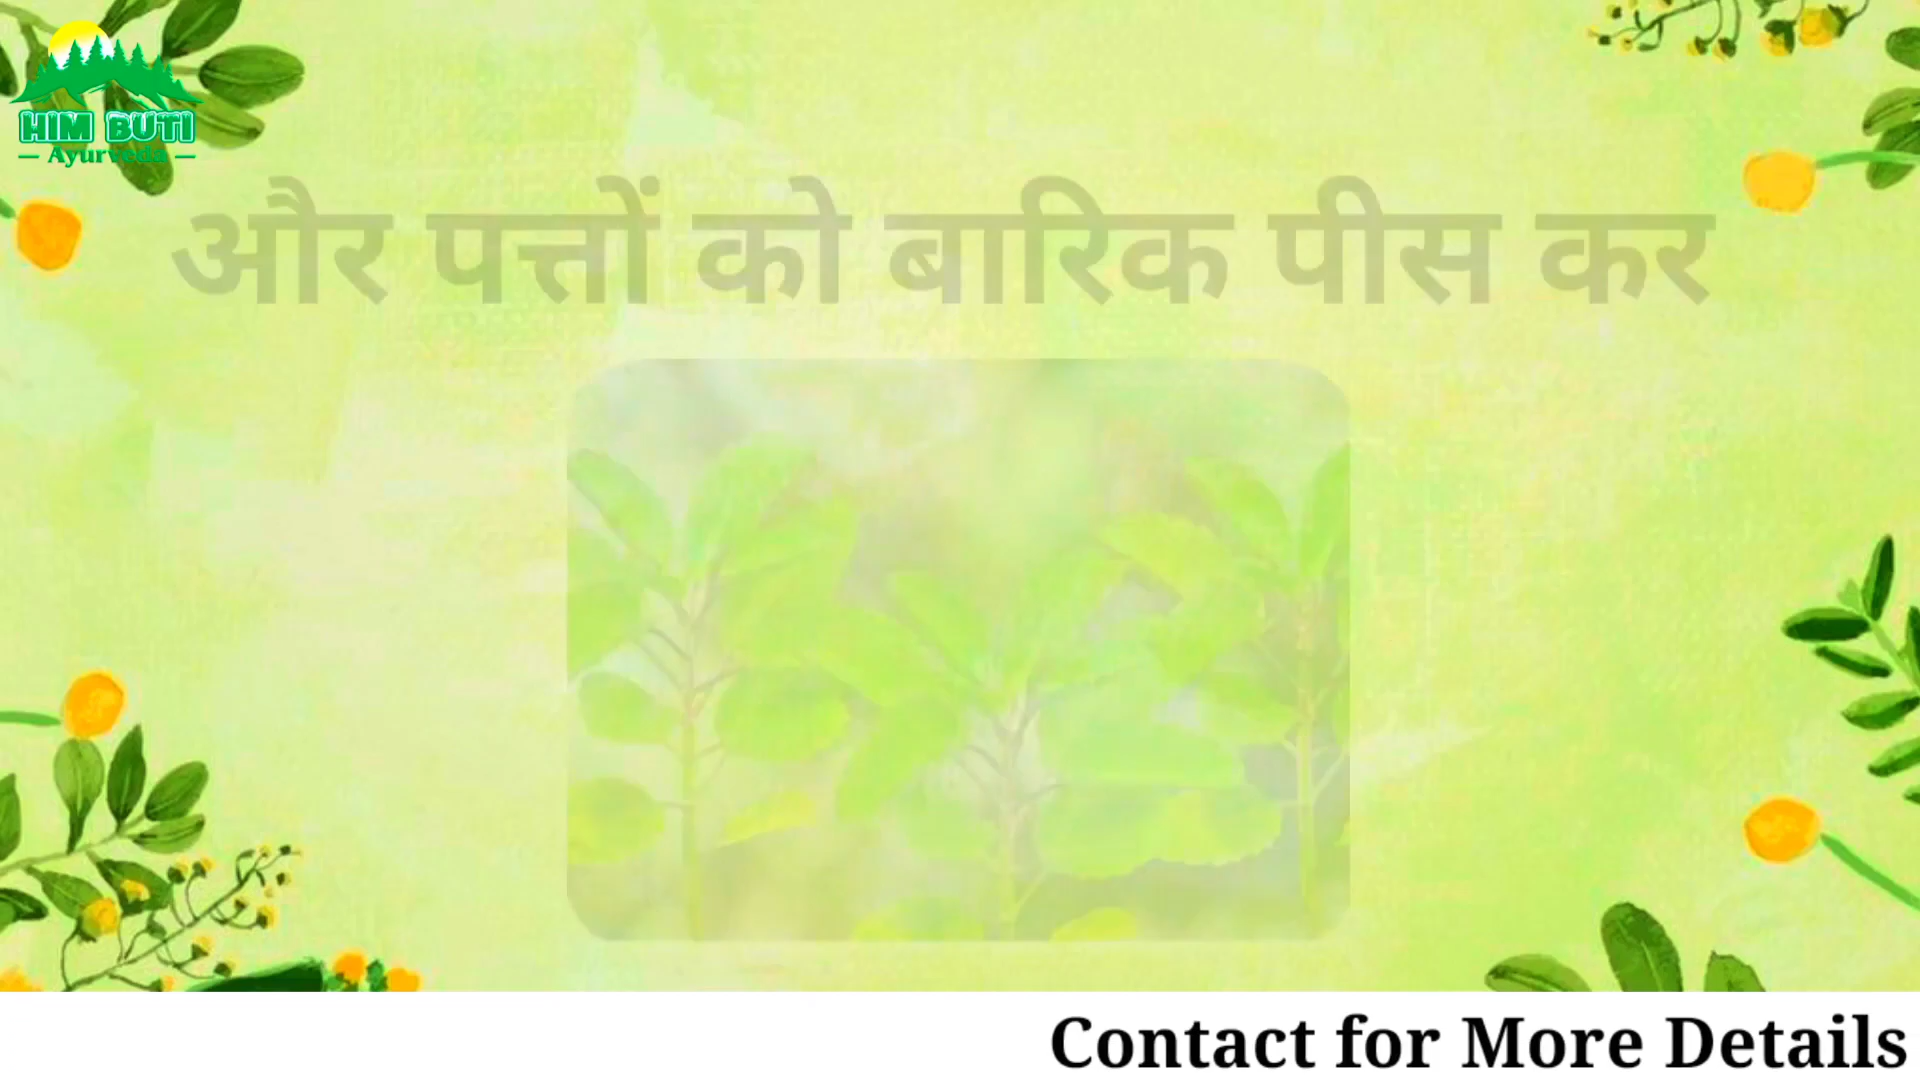 HIM BUTI
Ayurveda
और पत्तों को बारिक पीस कर
Contact for More Details